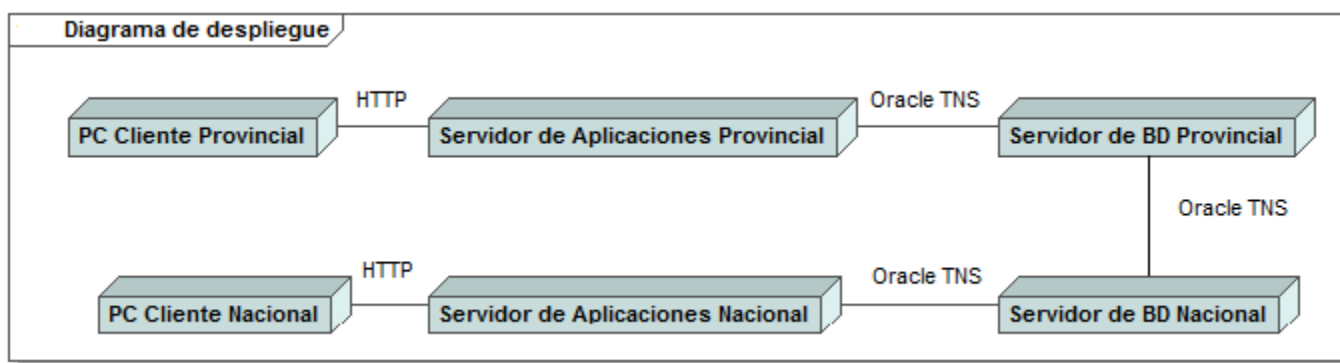 Diagrama de despliegue
HTTP
Oracle TNS
PC Cliente Provincial
Servidor de Aplicaciones Provincial
Servidor de BD Provincial
Oracle TNS
HTTP
Oracle TNS
PC Cliente Nacional
Servidor de Aplicaciones Nacional
Servidor de BD Nacional